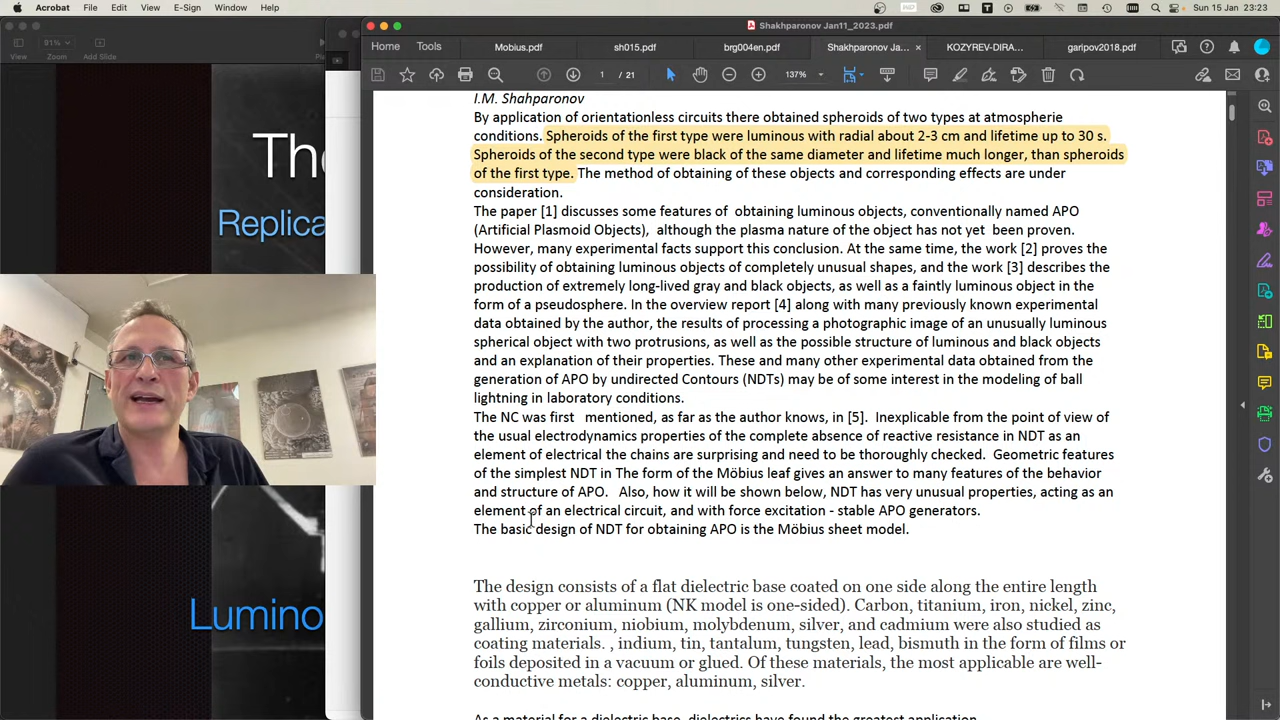 Acrobat File Edit View E-Sign Window Help Sun 15 Jan 23:23
Shakhparonov Jan11_2023.pdf
91%
Zoom Add Slide
View
Home Tools Mobius.pdf sh015.pdf brg004en.pdf Shakhparonov Ja... × KOZYREV-DIRA... garipov2018.pdf
1 / 21 137%
The
Replica
Lumino
I.M. Shahparonov
By application of orientationless circuits there obtained spheroids of two types at atmospherie
conditions. Spheroids of the first type were luminous with radial about 2-3 cm and lifetime up to 30 s.
Spheroids of the second type were black of the same diameter and lifetime much longer, than spheroids
of the first type. The method of obtaining of these objects and corresponding effects are under
consideration.
The paper [1] discusses some features of obtaining luminous objects, conventionally named APO
(Artificial Plasmoid Objects), although the plasma nature of the object has not yet been proven.
However, many experimental facts support this conclusion. At the same time, the work [2] proves the
possibility of obtaining luminous objects of completely unusual shapes, and the work [3] describes the
production of extremely long-lived gray and black objects, as well as a faintly luminous object in the
form of a pseudosphere. In the overview report [4] along with many previously known experimental
data obtained by the author, the results of processing a photographic image of an unusually luminous
spherical object with two protrusions, as well as the possible structure of luminous and black objects
and an explanation of their properties. These and many other experimental data obtained from the
generation of APO by undirected Contours (NDTs) may be of some interest in the modeling of ball
lightning in laboratory conditions.
The NC was first mentioned, as far as the author knows, in [5]. Inexplicable from the point of view of
the usual electrodynamics properties of the complete absence of reactive resistance in NDT as an
element of electrical the chains are surprising and need to be thoroughly checked. Geometric features
of the simplest NDT in The form of the Möbius leaf gives an answer to many features of the behavior
and structure of APO. Also, how it will be shown below, NDT has very unusual properties, acting as an
element of an electrical circuit, and with force excitation - stable APO generators.
The basic design of NDT for obtaining APO is the Möbius sheet model.
The design consists of a flat dielectric base coated on one side along the entire length
with copper or aluminum (NK model is one-sided). Carbon, titanium, iron, nickel, zinc,
gallium, zirconium, niobium, molybdenum, silver, and cadmium were also studied as
coating materials. , indium, tin, tantalum, tungsten, lead, bismuth in the form of films or
foils deposited in a vacuum or glued. Of these materials, the most applicable are well-
conductive metals: copper, aluminum, silver.
As a material for a dielectric base, dielectrics have found the greatest application